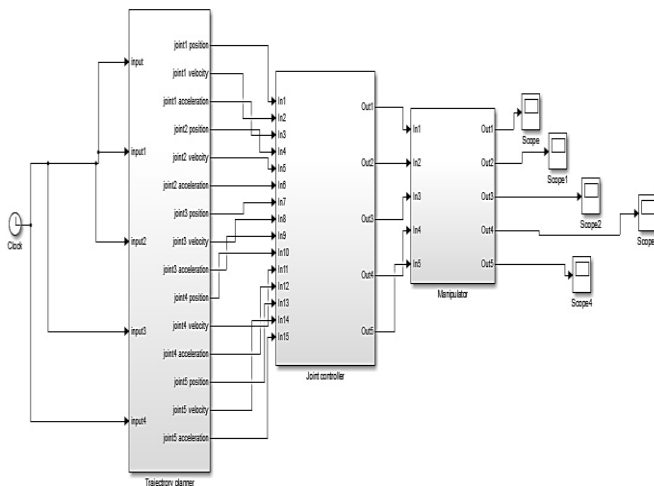 Clock
input
input1
input2
input3
input4
joint1 position
joint1 velocity
joint1 acceleration
joint2 position
joint2 velocity
joint2 acceleration
joint3 position
joint3 velocity
joint3 acceleration
joint4 position
joint4 velocity
joint4 acceleration
joint5 position
joint5 velocity
joint5 acceleration
Trajectrory planner
In1
In2
In3
In4
In5
In6
In7
In8
In9
In10
In11
In12
In13
In14
In15
Out1
Out2
Out3
Out4
Out5
Joint controller
In1
In2
In3
In4
In5
Out1
Out2
Out3
Out4
Out5
Manipulator
Scope
Scope1
Scope2
Scope
Scope4